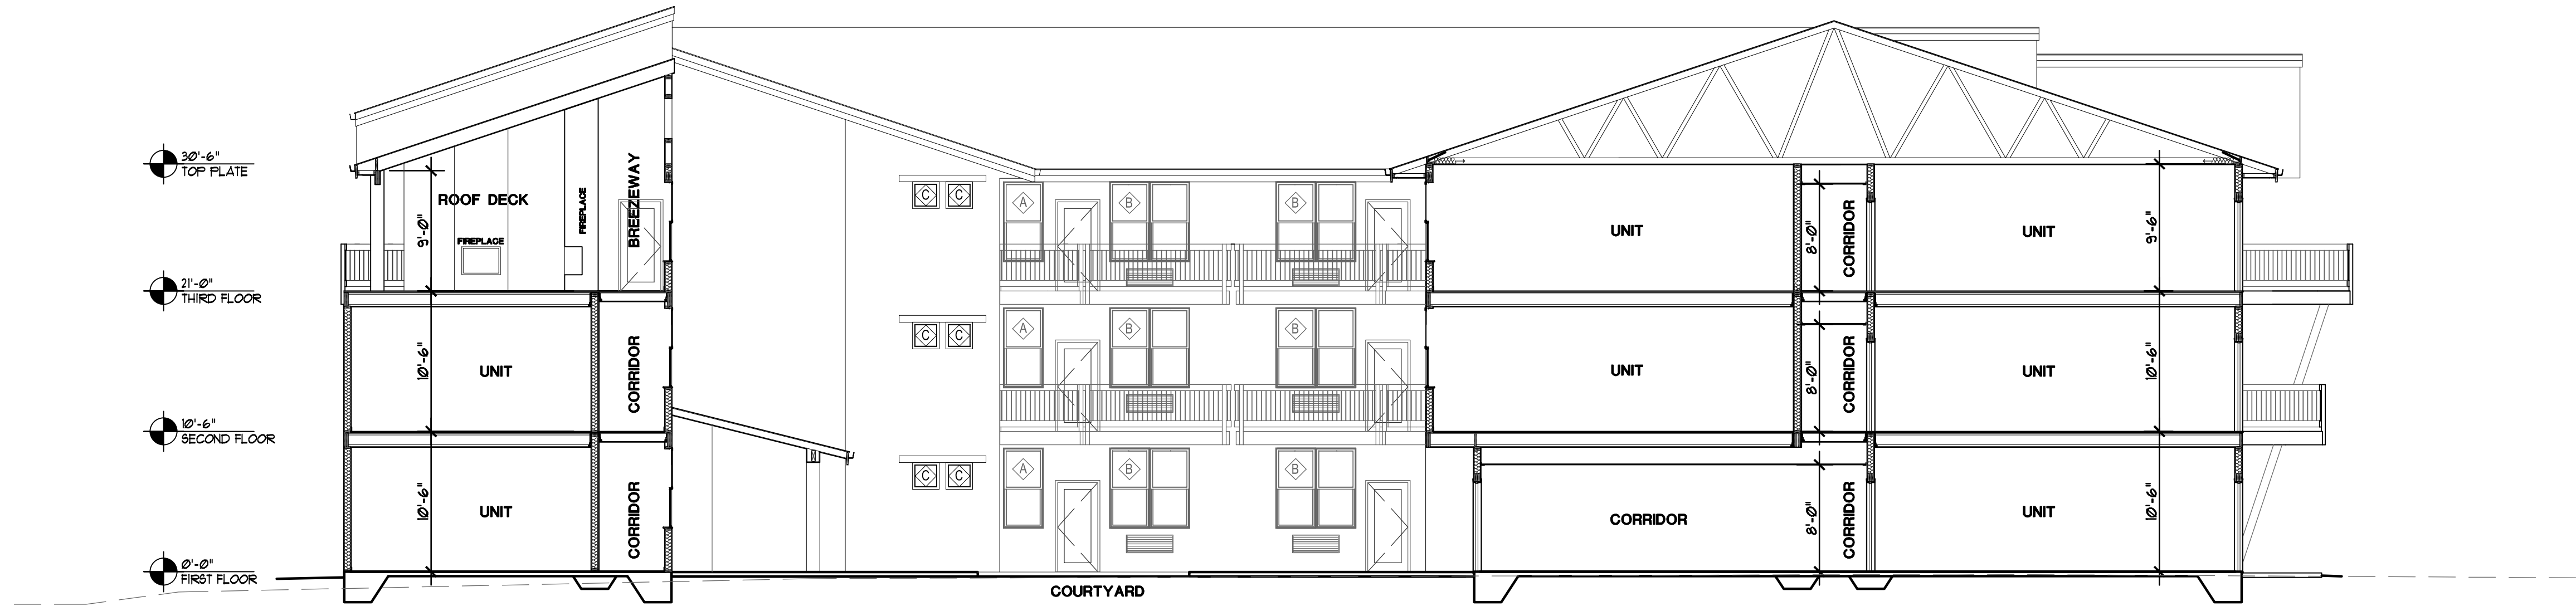 30'-6"
TOP PLATE
ROOF DECK
9'-0"
FIREPLACE
FIREPLACE
BREEZEWAY
C C
A
B
B
UNIT
8'-0"
CORRIDOR
UNIT
9'-6"
21'-0"
THIRD FLOOR
10'-6"
UNIT
CORRIDOR
C C
A
B
B
UNIT
8'-0"
CORRIDOR
UNIT
10'-6"
10'-6"
SECOND FLOOR
10'-6"
UNIT
CORRIDOR
C C
A
B
B
CORRIDOR
8'-0"
CORRIDOR
UNIT
10'-6"
0'-0"
FIRST FLOOR
COURTYARD